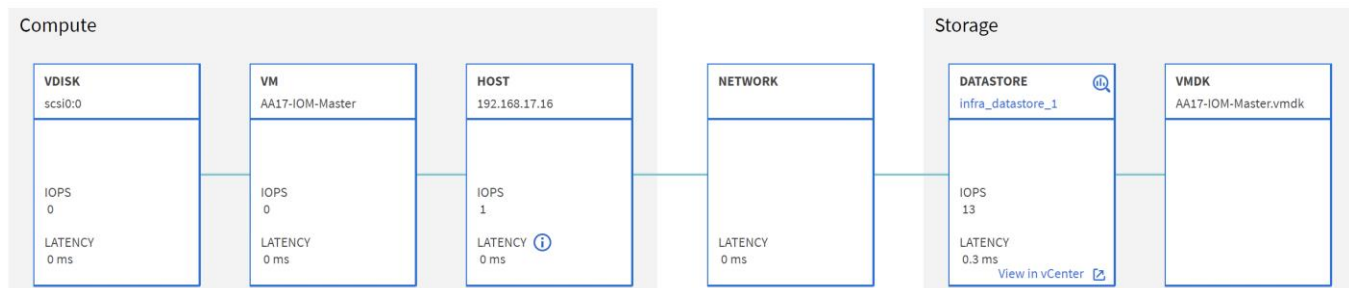 Compute
Storage
VDISK
scsi0:0
IOPS
0
LATENCY
0 ms
VM
AA17-IOM-Master
IOPS
0
LATENCY
0 ms
HOST
192.168.17.16
IOPS
1
LATENCY
0 ms
NETWORK
LATENCY
0 ms
DATASTORE
infra_datastore_1
IOPS
13
LATENCY
0.3 ms
View in vCenter
VMDK
AA17-IOM-Master.vmdk